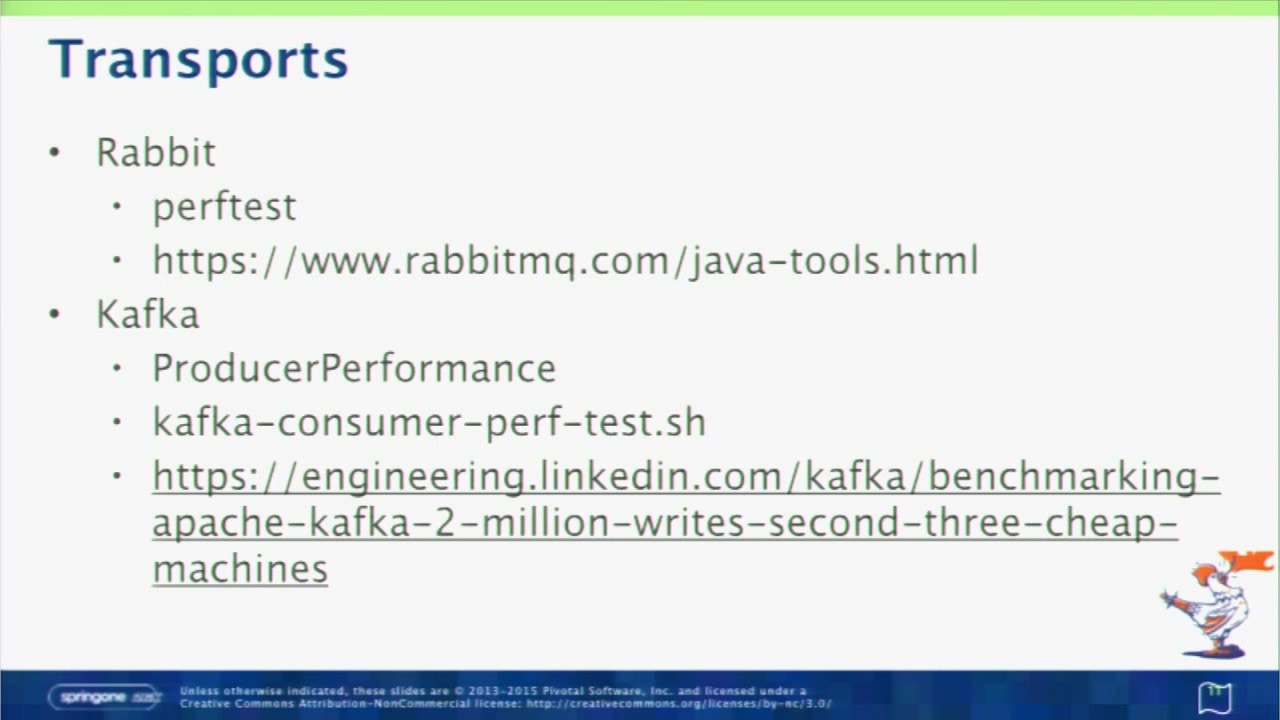 Transports
• Rabbit
• perftest
• https://www.rabbitmq.com/java-tools.html
• Kafka
• ProducerPerformance
• kafka-consumer-perf-test.sh
• https://engineering.linkedin.com/kafka/benchmarking-
apache-kafka-2-million-writes-second-three-cheap-
machines
springone
Unless otherwise indicated, these slides are © 2013-2015 Pivotal Software, Inc. and licensed under a
Creative Commons Attribution-NonCommercial license: http://creativecommons.org/licenses/by-nc/3.0/
11